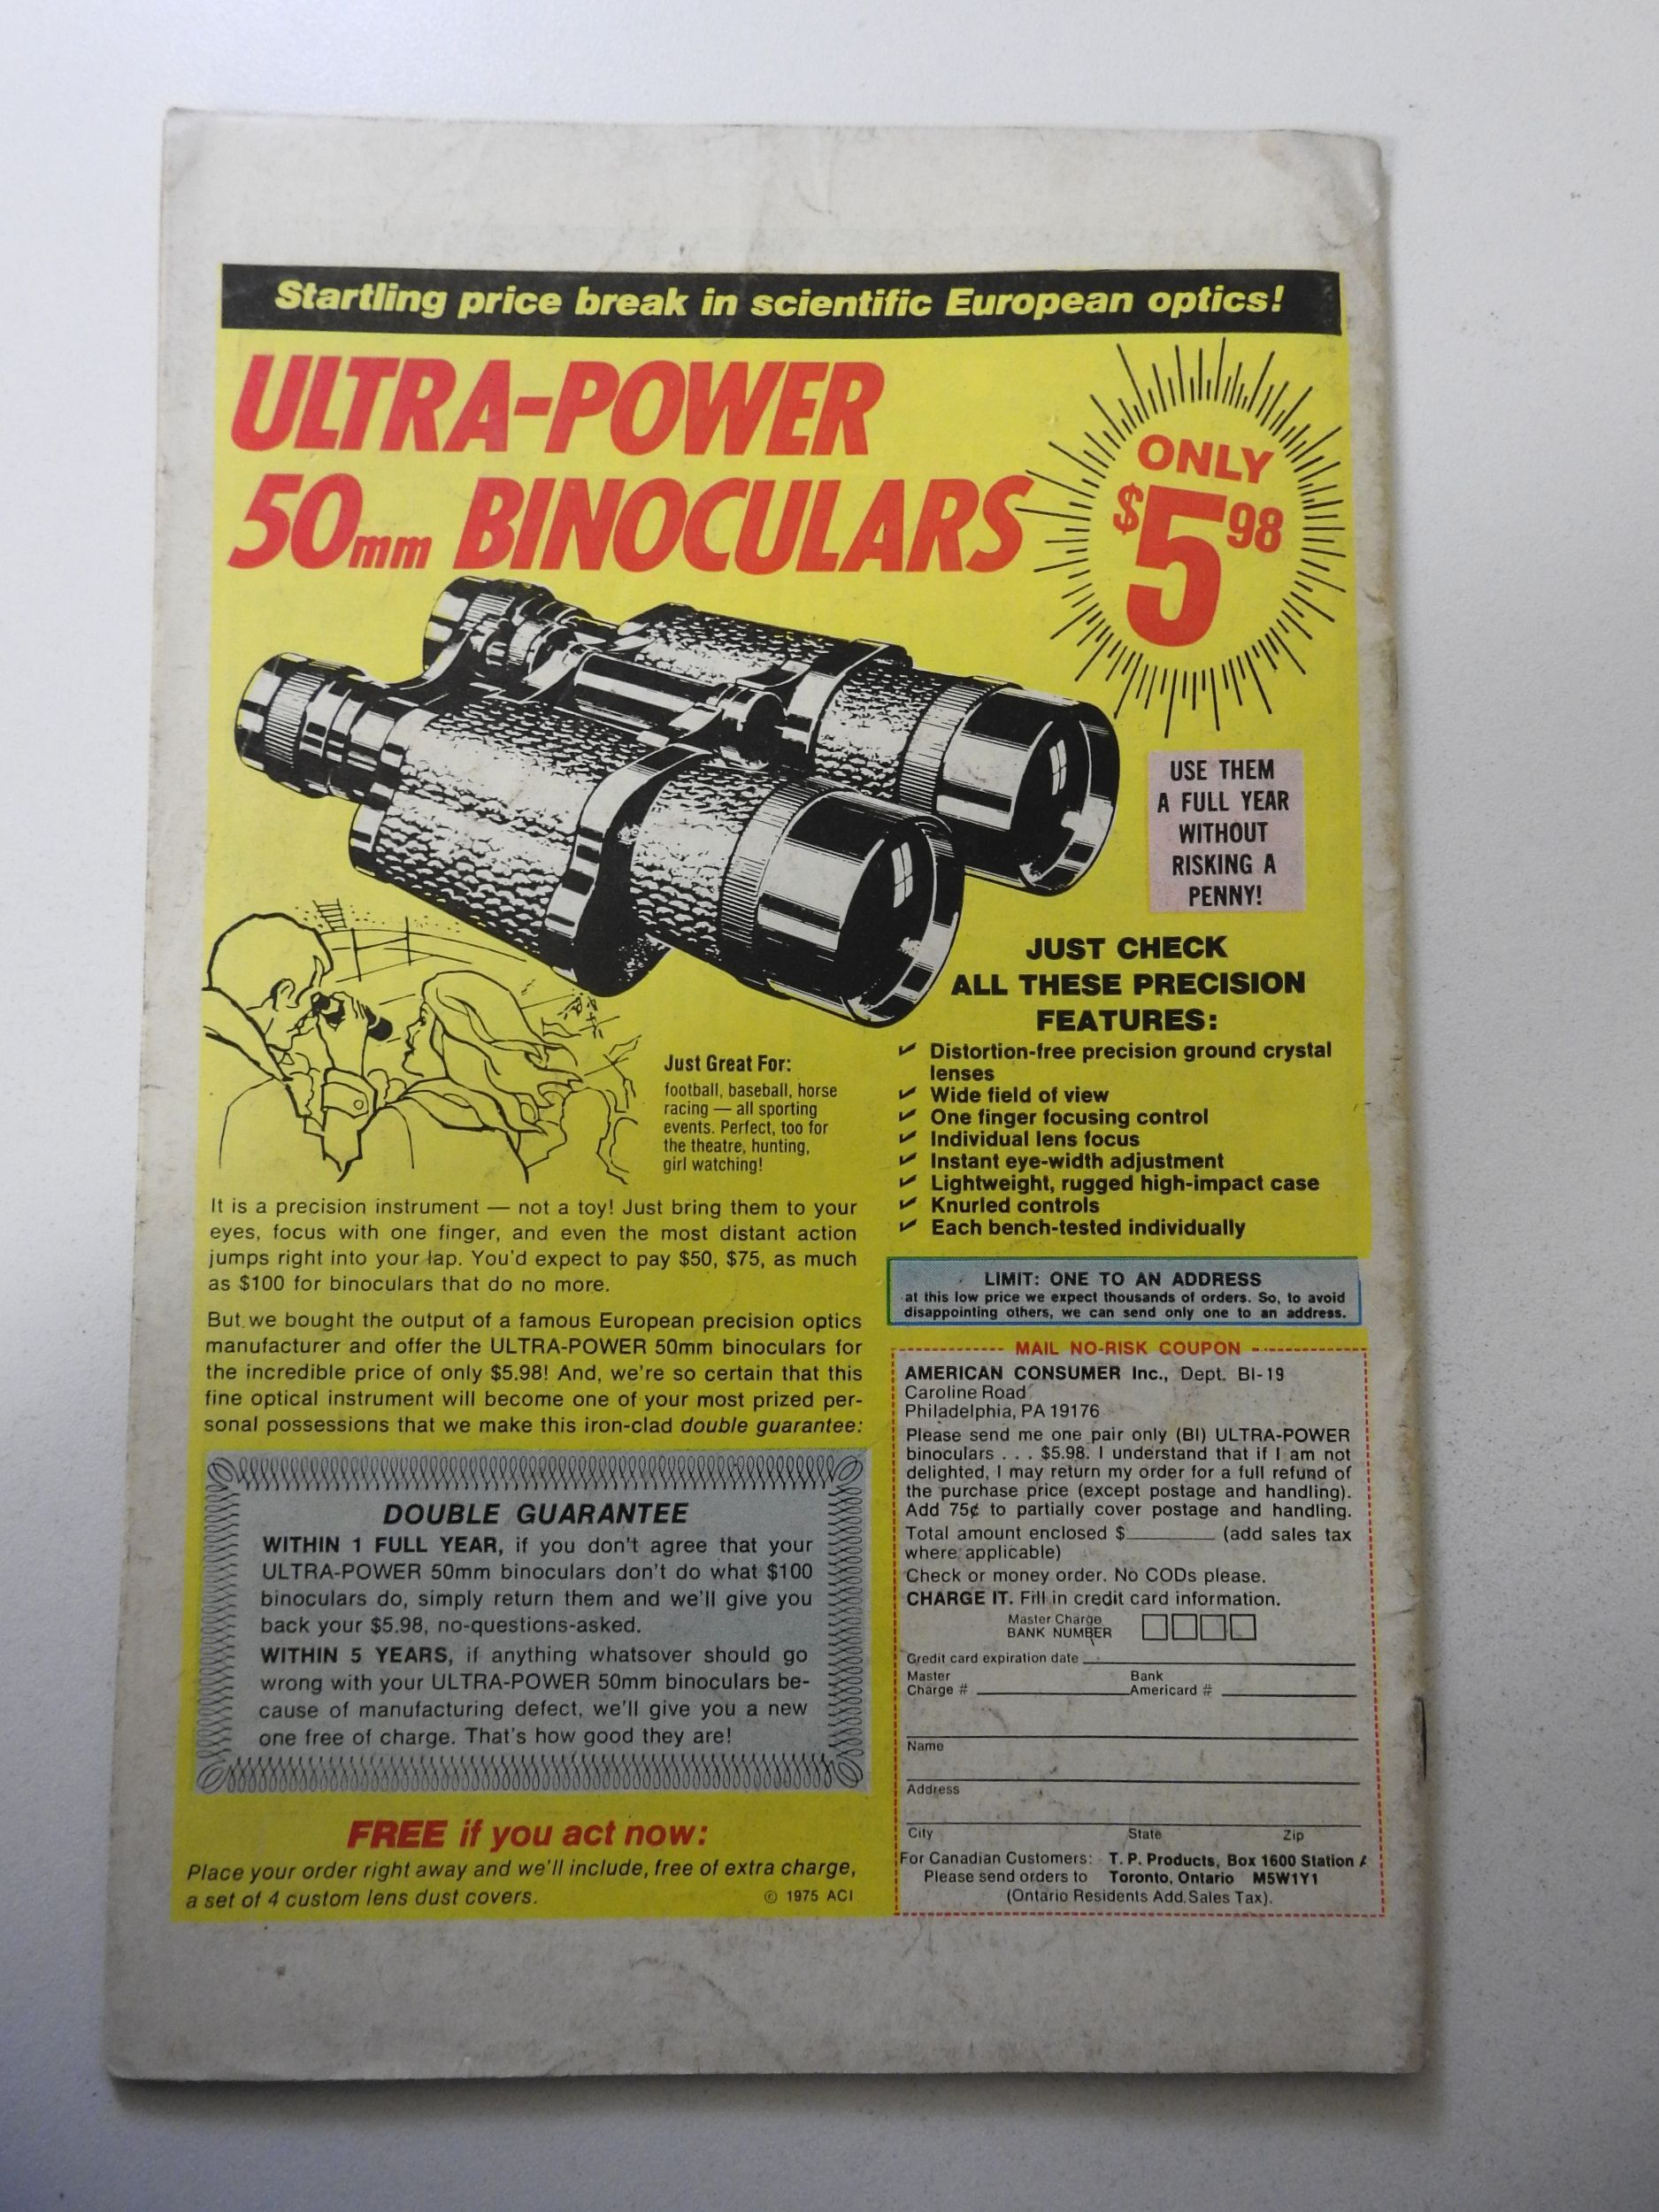 Startling price break in scientific European optics!
ULTRA-POWER
50mm BINOCULARS
ONLY
$5.98
USE THEM
A FULL YEAR
WITHOUT
RISKING A
PENNY!
JUST CHECK
ALL THESE PRECISION
FEATURES:
✔ Distortion-free precision ground crystal
lenses
✔ Wide field of view
✔ One finger focusing control
✔ Individual lens focus
✔ Instant eye-width adjustment
✔ Lightweight, rugged high-impact case
✔ Knurled controls
✔ Each bench-tested individually
Just Great For:
football, baseball, horse
racing — all sporting
events. Perfect, too for
the theatre, hunting,
girl watching!
It is a precision instrument — not a toy! Just bring them to your
eyes, focus with one finger, and even the most distant action
jumps right into your lap. You'd expect to pay $50, $75, as much
as $100 for binoculars that do no more.
But we bought the output of a famous European precision optics
manufacturer and offer the ULTRA-POWER 50mm binoculars for
the incredible price of only $5.98! And, we're so certain that this
fine optical instrument will become one of your most prized per-
sonal possessions that we make this iron-clad double guarantee:
DOUBLE GUARANTEE
WITHIN 1 FULL YEAR, if you don't agree that your
ULTRA-POWER 50mm binoculars don't do what $100
binoculars do, simply return them and we'll give you
back your $5.98, no-questions-asked.
WITHIN 5 YEARS, if anything whatsover should go
wrong with your ULTRA-POWER 50mm binoculars be-
cause of manufacturing defect, we'll give you a new
one free of charge. That's how good they are!
FREE if you act now:
Place your order right away and we'll include, free of extra charge,
a set of 4 custom lens dust covers.
© 1975 ACI
LIMIT: ONE TO AN ADDRESS
at this low price we expect thousands of orders. So, to avoid
disappointing others, we can send only one to an address.
MAIL NO-RISK COUPON
AMERICAN CONSUMER Inc., Dept. BI-19
Caroline Road
Philadelphia, PA 19176
Please send me one pair only (BI) ULTRA-POWER
binoculars . . . $5.98. I understand that if I am not
delighted, I may return my order for a full refund of
the purchase price (except postage and handling).
Add 75¢ to partially cover postage and handling.
Total amount enclosed $________ (add sales tax
where applicable)
Check or money order. No CODs please.
CHARGE IT. Fill in credit card information.
Master Charge
BANK NUMBER
Credit card expiration date
Master Bank
Charge # Americard #
Name
Address
City State Zip
For Canadian Customers: T. P. Products, Box 1600 Station A
Please send orders to Toronto, Ontario M5W1Y1
(Ontario Residents Add Sales Tax).